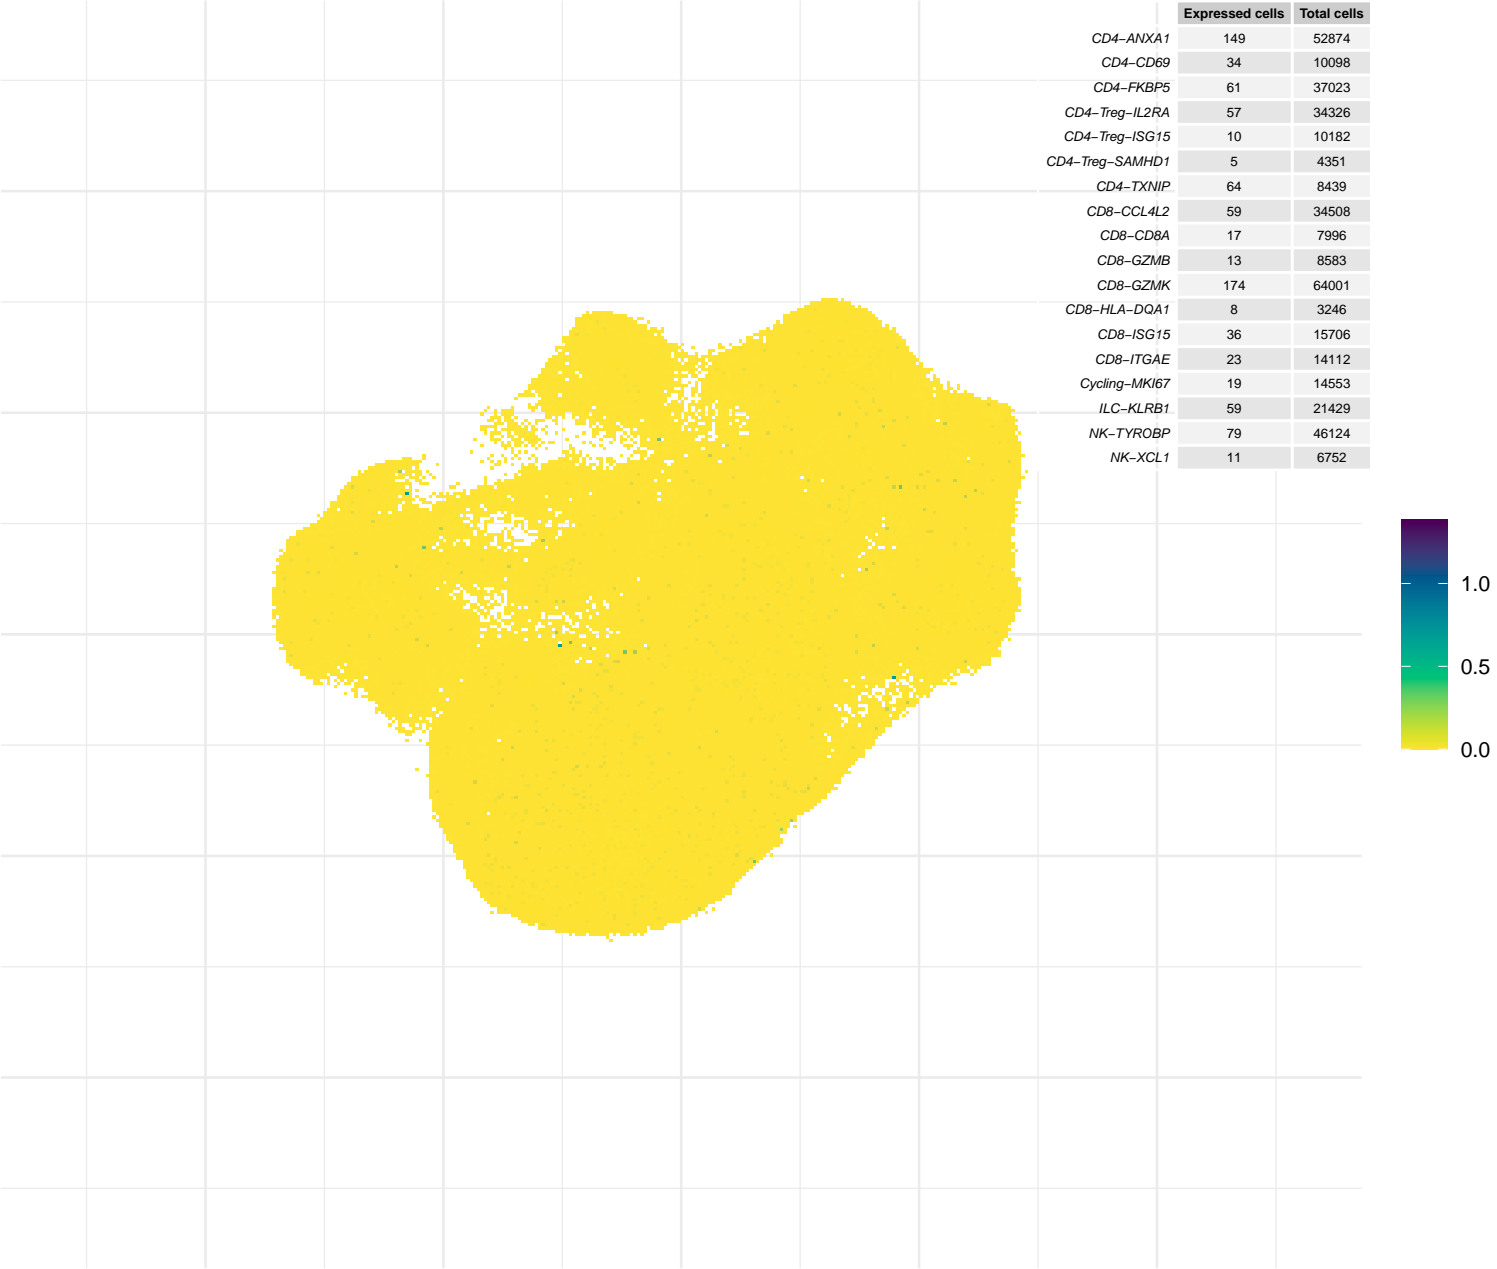 Expressed cells Total cells
CD4−ANXA1 149 52874
CD4−CD69 34 10098
CD4−FKBP5 61 37023
CD4−Treg−IL2RA 57 34326
CD4−Treg−ISG15 10 10182
CD4−Treg−SAMHD1 5 4351
CD4−TXNIP 64 8439
CD8−CCL4L2 59 34508
CD8−CD8A 17 7996
CD8−GZMB 13 8583
CD8−GZMK 174 64001
CD8−HLA−DQA1 8 3246
CD8−ISG15 36 15706
CD8−ITGAE 23 14112
Cycling−MKI67 19 14553
ILC−KLRB1 59 21429
NK−TYROBP 79 46124
NK−XCL1 11 6752
1.0
0.5
0.0